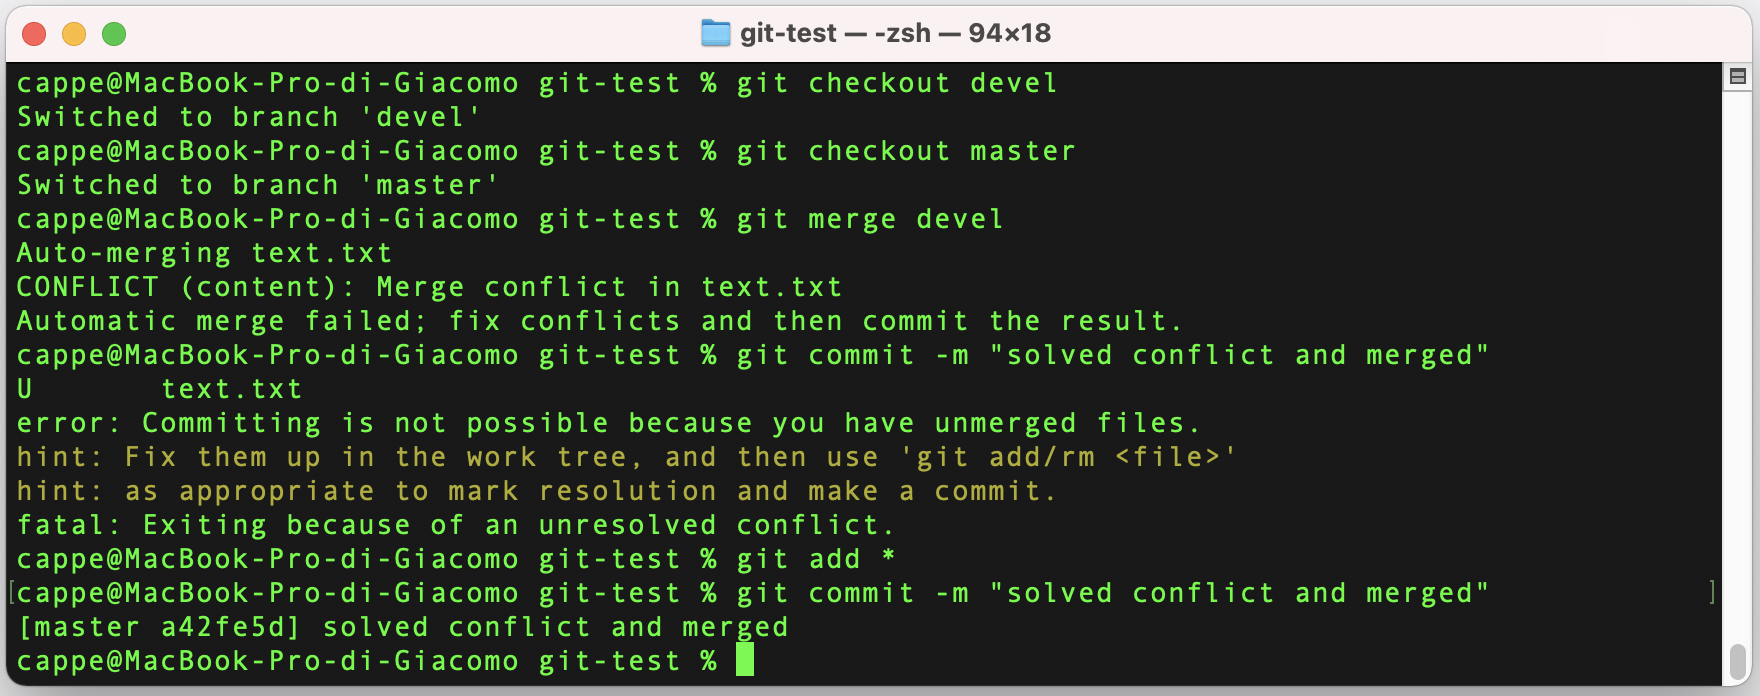 git-test — -zsh — 94×18
cappe@MacBook-Pro-di-Giacomo git-test % git checkout devel
Switched to branch 'devel'
cappe@MacBook-Pro-di-Giacomo git-test % git checkout master
Switched to branch 'master'
cappe@MacBook-Pro-di-Giacomo git-test % git merge devel
Auto-merging text.txt
CONFLICT (content): Merge conflict in text.txt
Automatic merge failed; fix conflicts and then commit the result.
cappe@MacBook-Pro-di-Giacomo git-test % git commit -m "solved conflict and merged"
U       text.txt
error: Committing is not possible because you have unmerged files.
hint: Fix them up in the work tree, and then use 'git add/rm <file>'
hint: as appropriate to mark resolution and make a commit.
fatal: Exiting because of an unresolved conflict.
cappe@MacBook-Pro-di-Giacomo git-test % git add *
[cappe@MacBook-Pro-di-Giacomo git-test % git commit -m "solved conflict and merged" ]
[master a42fe5d] solved conflict and merged
cappe@MacBook-Pro-di-Giacomo git-test %